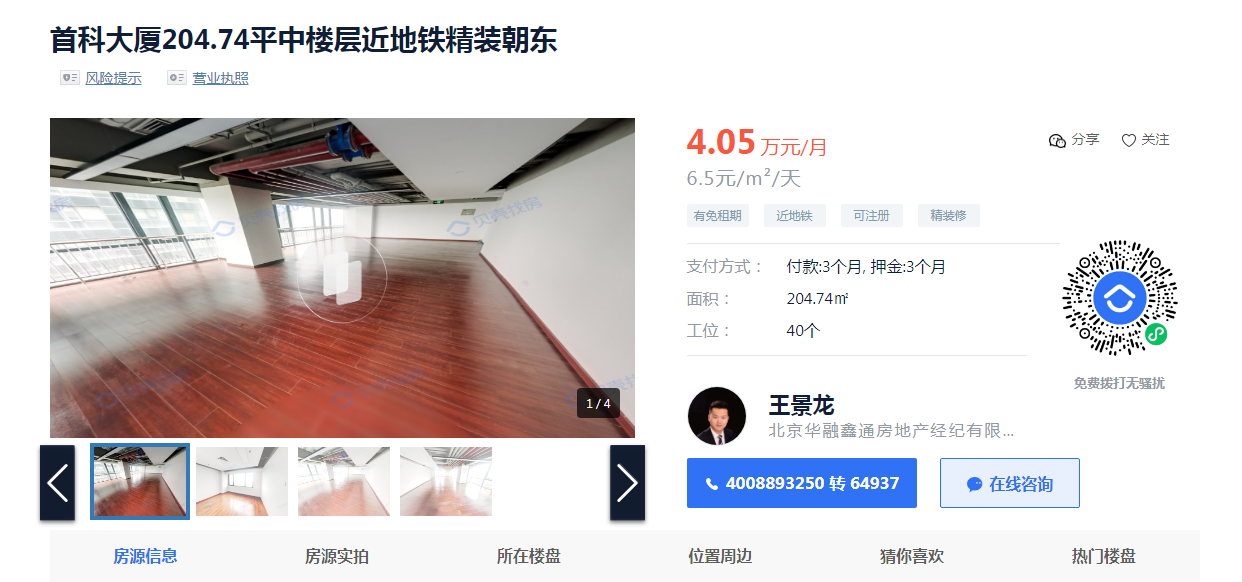 首科大厦204.74平中楼层近地铁精装朝东
风险提示 营业执照
贝壳找房
1 / 4
4.05 万元/月
分享 关注
6.5元/m²/天
有免租期 近地铁 可注册 精装修
支付方式： 付款:3个月, 押金:3个月
面积： 204.74㎡
工位： 40个
免费拨打无骚扰
王景龙
北京华融鑫通房地产经纪有限...
4008893250 转 64937 在线咨询
房源信息 房源实拍 所在楼盘 位置周边 猜你喜欢 热门楼盘